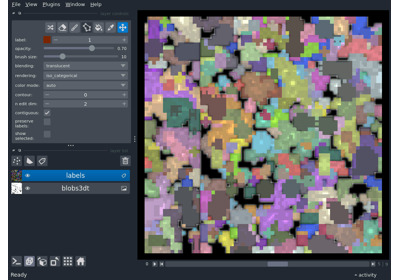 File View Plugins Window Help
label: 1
opacity: 0.70
brush size: 10
blending: translucent
rendering: iso_categorical
color mode: auto
contour: 0
n edit dim: 2
contiguous:
preserve
labels:
show
selected:
labels
blobs3dt
Ready
activity